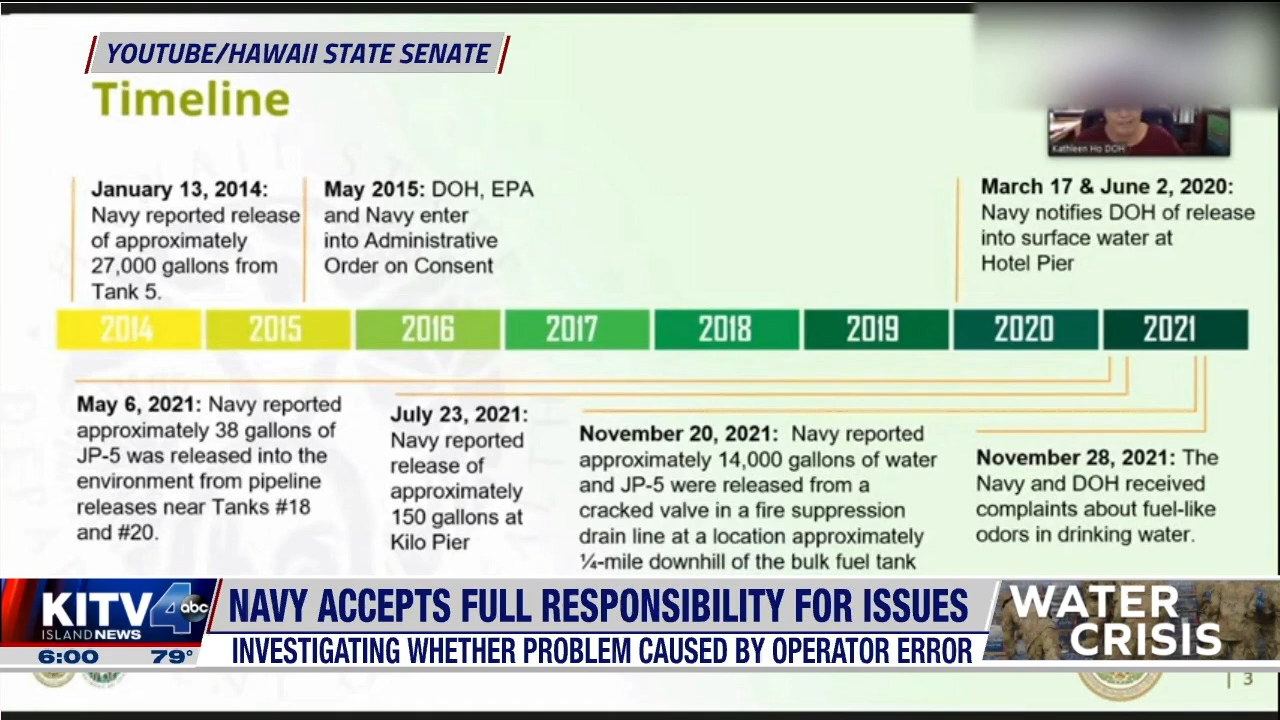 YOUTUBE/HAWAII STATE SENATE
Timeline
Kathleen Ho DOH
January 13, 2014:
Navy reported release
of approximately
27,000 gallons from
Tank 5.
May 2015: DOH, EPA
and Navy enter
into Administrative
Order on Consent
March 17 & June 2, 2020:
Navy notifies DOH of release
into surface water at
Hotel Pier
2014 2015 2016 2017 2018 2019 2020 2021
May 6, 2021: Navy reported
approximately 38 gallons of
JP-5 was released into the
environment from pipeline
releases near Tanks #18
and #20.
July 23, 2021:
Navy reported
release of
approximately
150 gallons at
Kilo Pier
November 20, 2021: Navy reported
approximately 14,000 gallons of water
and JP-5 were released from a
cracked valve in a fire suppression
drain line at a location approximately
¼-mile downhill of the bulk fuel tank
November 28, 2021: The
Navy and DOH received
complaints about fuel-like
odors in drinking water.
KITV 4 abc
ISLAND NEWS
6:00 79°
NAVY ACCEPTS FULL RESPONSIBILITY FOR ISSUES
INVESTIGATING WHETHER PROBLEM CAUSED BY OPERATOR ERROR
WATER
CRISIS
3